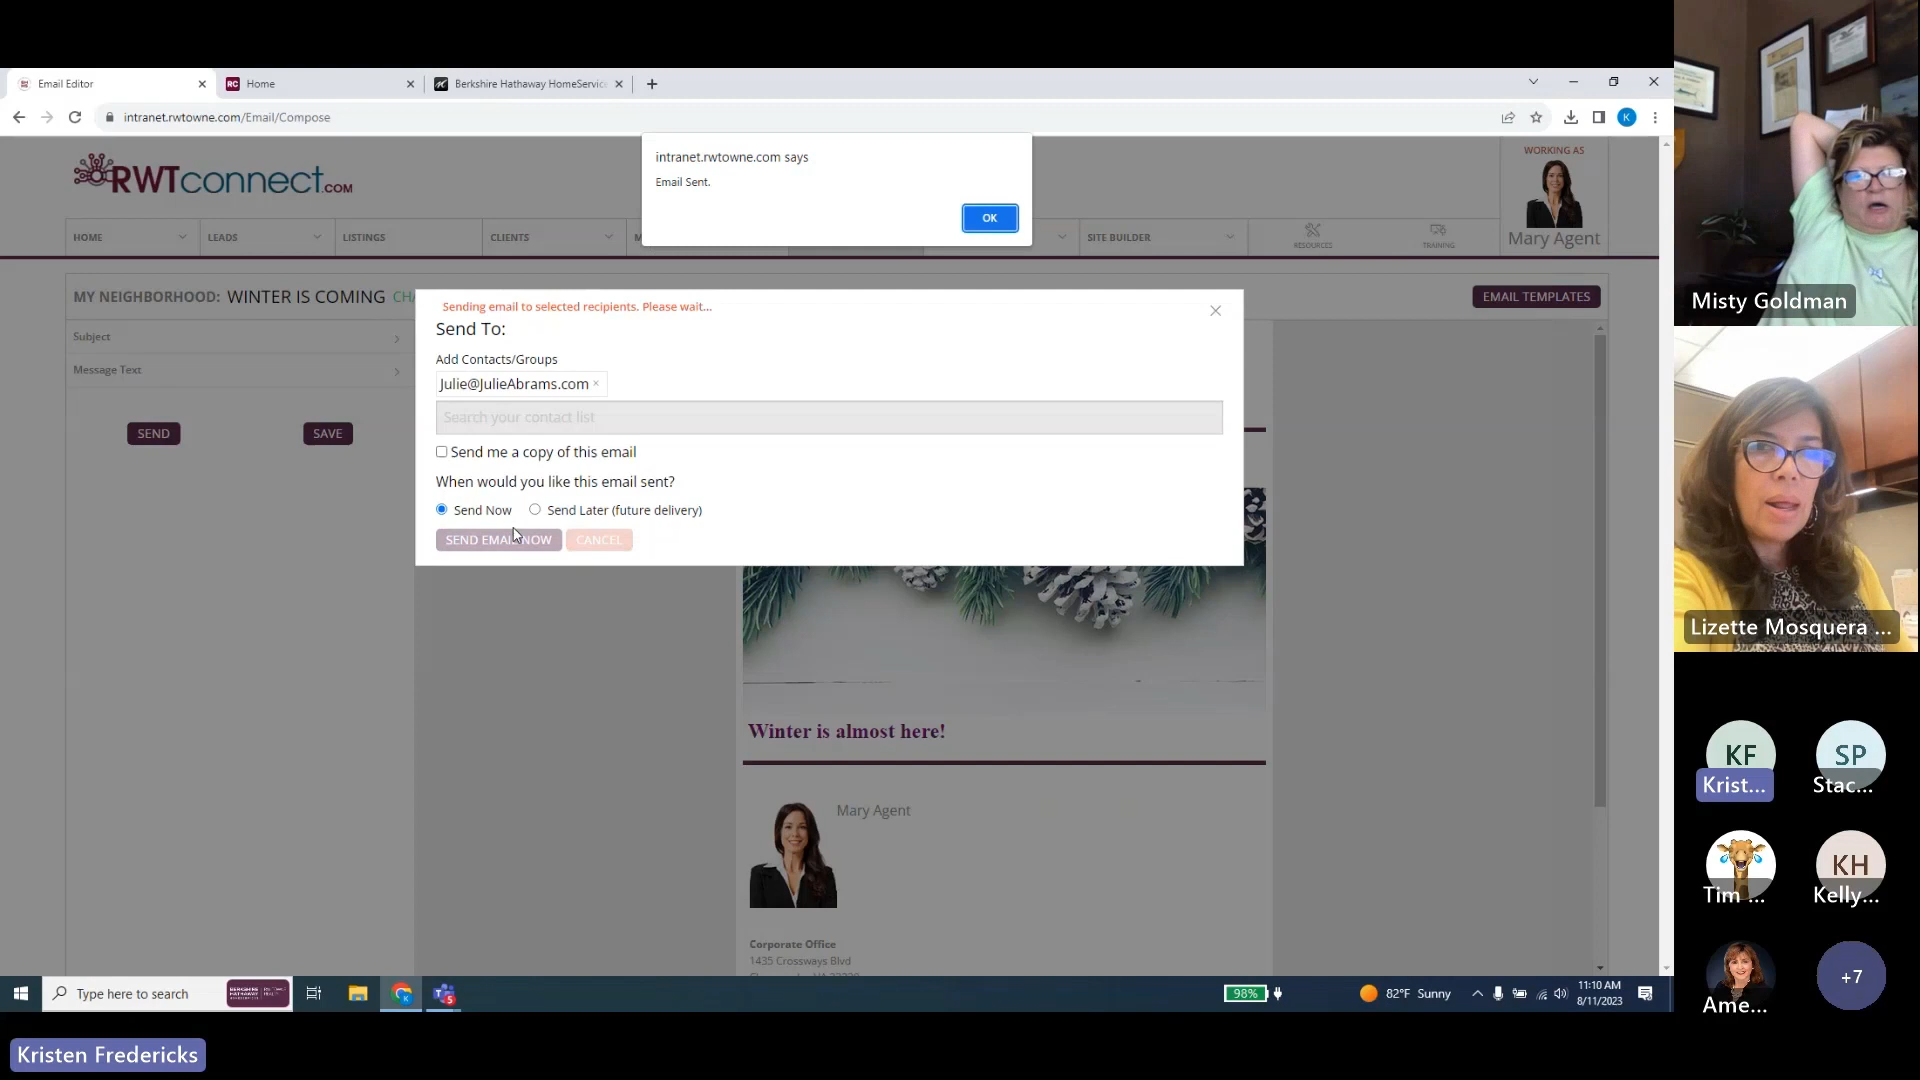 Email Editor
Home
Berkshire Hathaway HomeService
intranet.rwtowne.com/Email/Compose
K
intranet.rwtowne.com says
Email Sent.
OK
RWTconnect.com
WORKING AS
Mary Agent
HOME
LEADS
LISTINGS
CLIENTS
M
SITE BUILDER
RESOURCES
TRAINING
MY NEIGHBORHOOD: WINTER IS COMING CHA
EMAIL TEMPLATES
Subject
Message Text
SEND
SAVE
Sending email to selected recipients. Please wait...
Send To:
Add Contacts/Groups
Julie@JulieAbrams.com ×
Search your contact list
Send me a copy of this email
When would you like this email sent?
Send Now
Send Later (future delivery)
SEND EMAIL NOW
CANCEL
Winter is almost here!
Mary Agent
Corporate Office
1435 Crossways Blvd
Type here to search
98%
82°F Sunny
11:10 AM
8/11/2023
Kristen Fredericks
Misty Goldman
Lizette Mosquera ...
KF
Krist...
SP
Stac...
Tim ...
KH
Kelly...
Ame...
+7